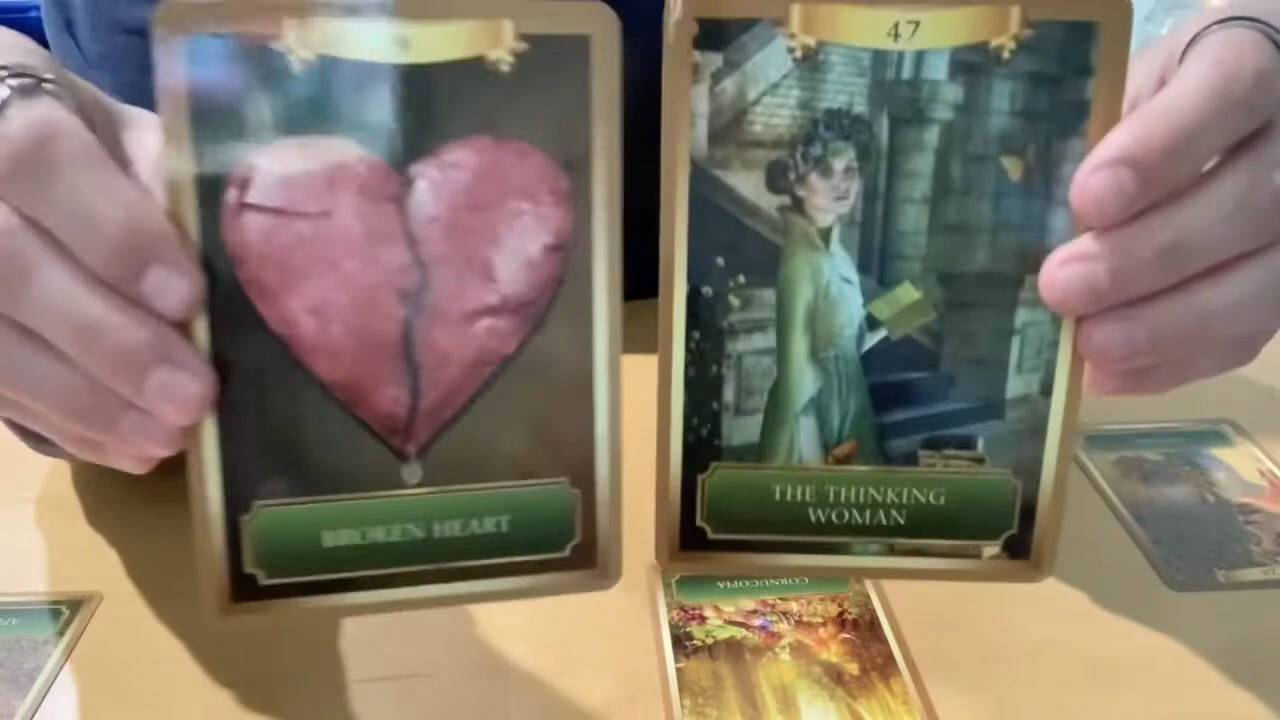 47
BROKEN HEART
THE THINKING
WOMAN
CORNUCOPIA